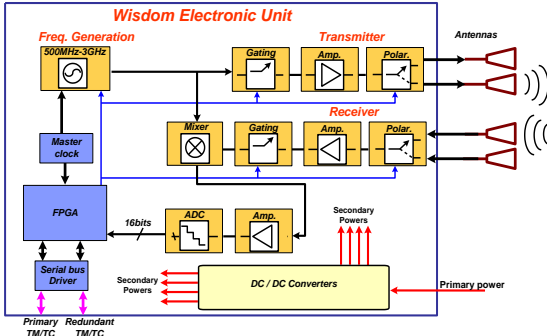 Wisdom Electronic Unit
Freq. Generation
Transmitter
Antennas
500MHz-3GHz
Gating
Amp.
Polar.
Receiver
Master
clock
Mixer
Gating
Amp.
Polar.
FPGA
16bits
ADC
Amp.
Secondary
Powers
Serial bus
Driver
Secondary
Powers
DC / DC Converters
Primary power
Primary
TM/TC
Redundant
TM/TC